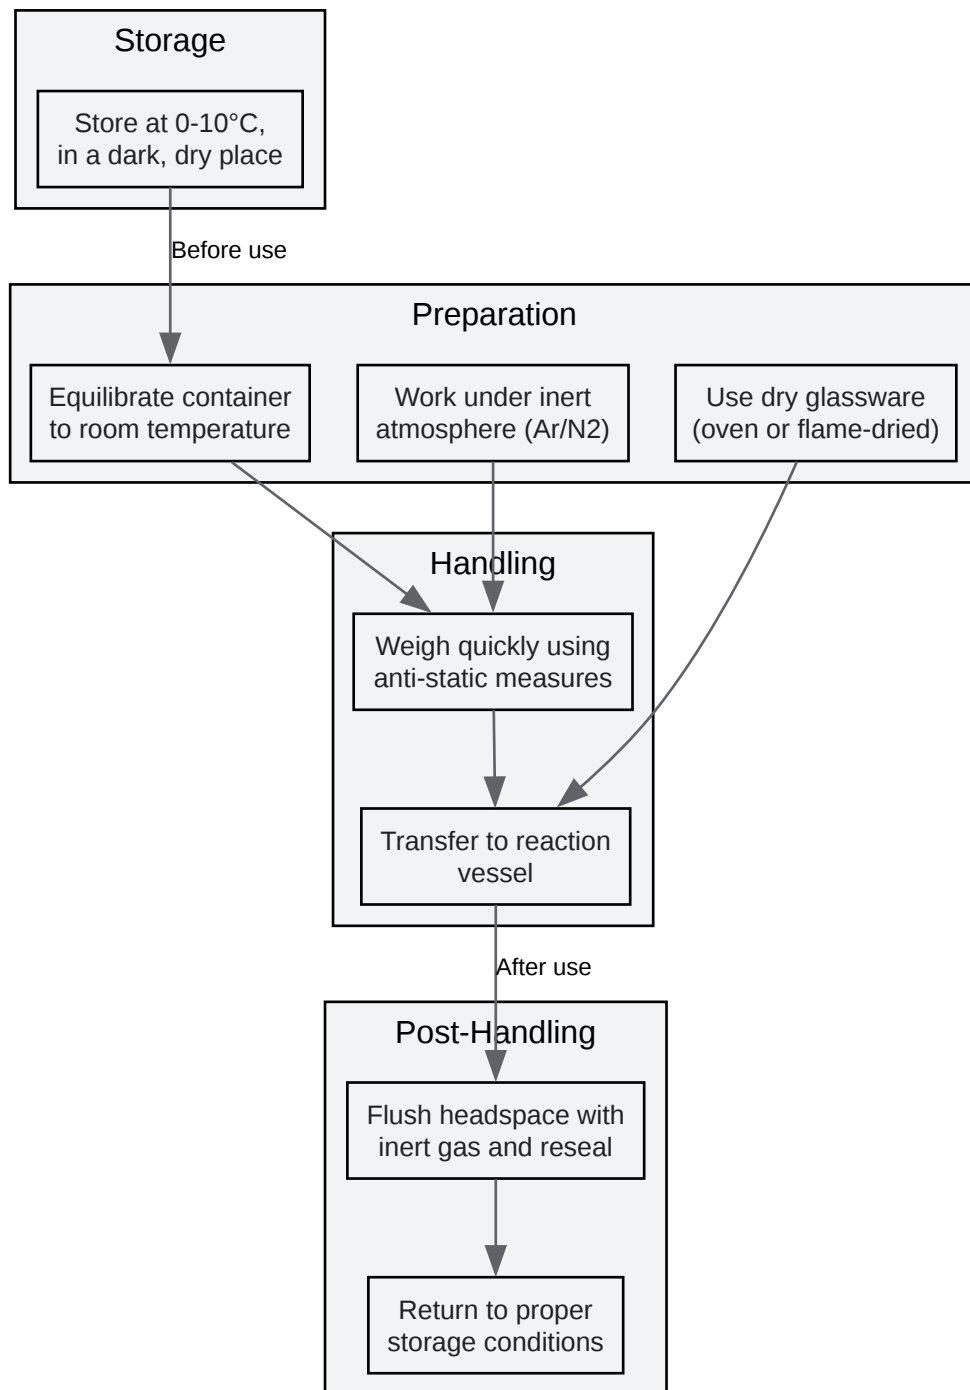 Storage
Store at 0-10°C,
in a dark, dry place
Before use
Preparation
Equilibrate container
to room temperature
Work under inert
atmosphere (Ar/N2)
Use dry glassware
(oven or flame-dried)
Handling
Weigh quickly using
anti-static measures
Transfer to reaction
vessel
After use
Post-Handling
Flush headspace with
inert gas and reseal
Return to proper
storage conditions